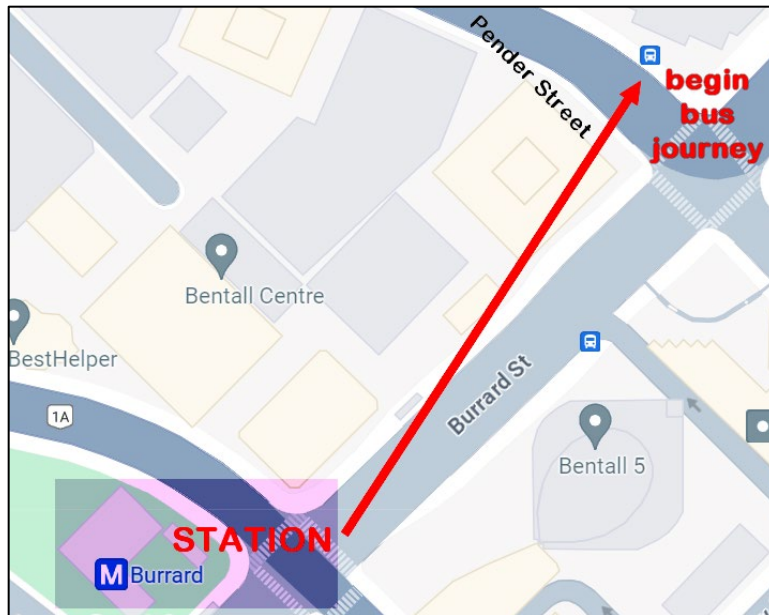 Pender Street
begin
bus
journey
Bentall Centre
BestHelper
Burrard St
1A
Bentall 5
STATION
M Burrard